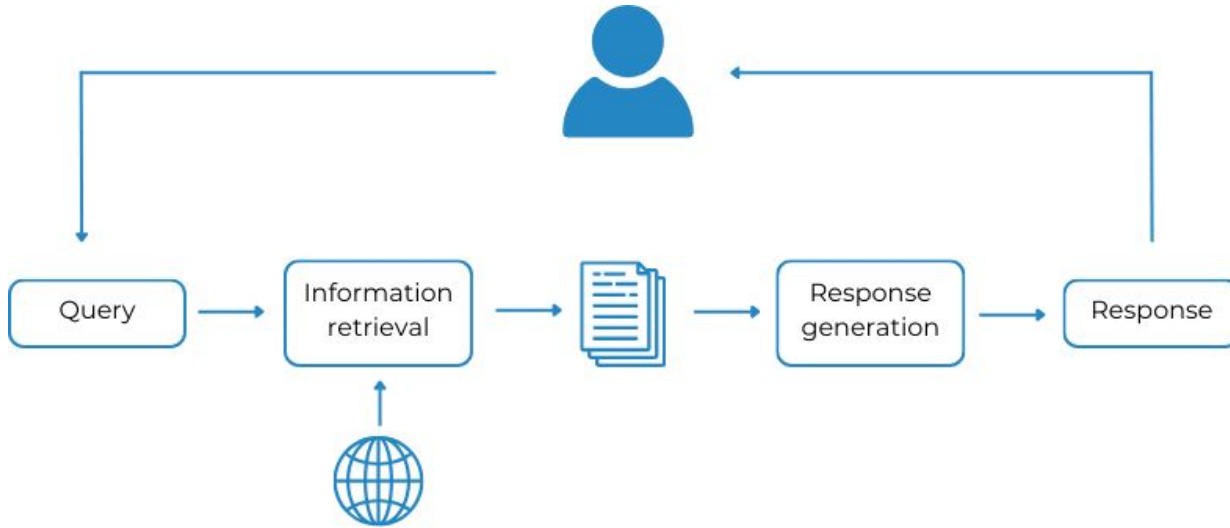 Query
Information
retrieval
Response
generation
Response